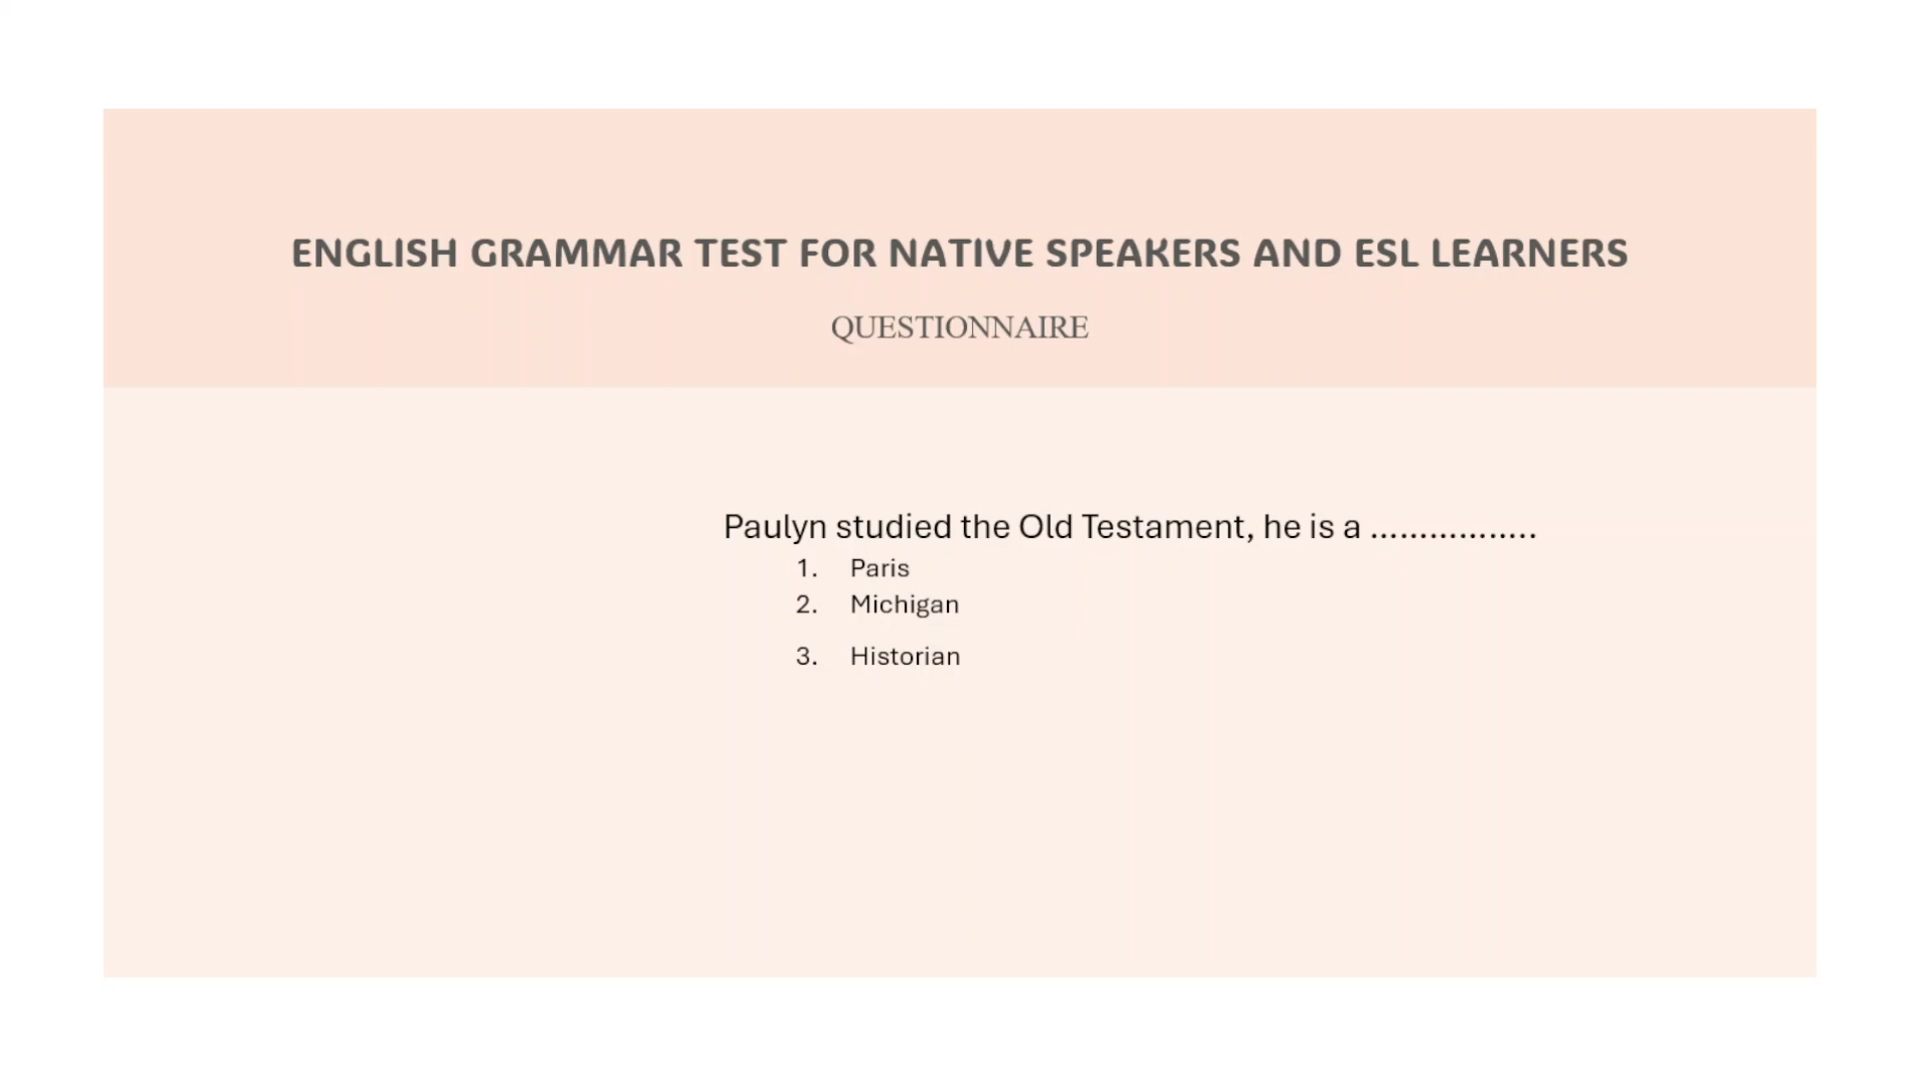 ENGLISH GRAMMAR TEST FOR NATIVE SPEAKERS AND ESL LEARNERS
QUESTIONNAIRE
Paulyn studied the Old Testament, he is a .................
1. Paris
2. Michigan
3. Historian